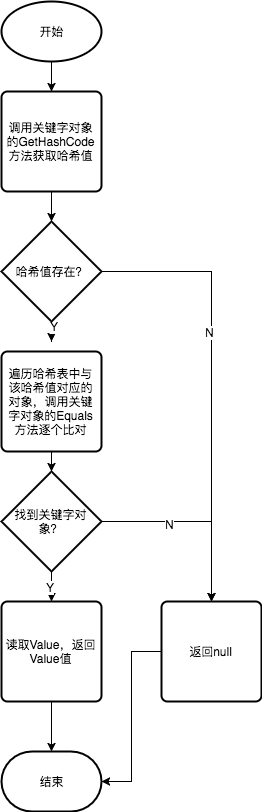 开始
调用关键字对象
的GetHashCode
方法获取哈希值
哈希值存在？
N
Y
遍历哈希表中与
该哈希值对应的
对象，调用关键
字对象的Equals
方法逐个比对
找到关键字对
象？
N
Y
读取Value，返回
Value值
返回null
结束